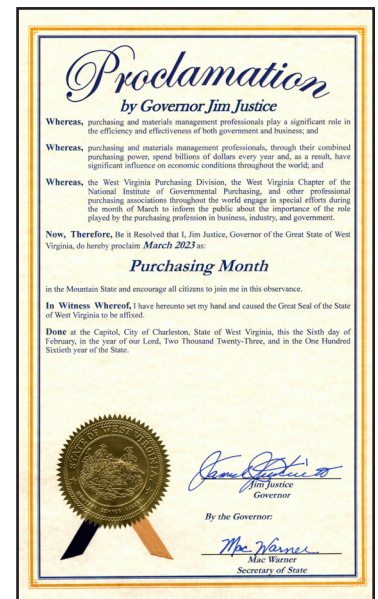 Proclamation
by Governor Jim Justice
Whereas, purchasing and materials management professionals play a significant role in
the efficiency and effectiveness of both government and business; and
Whereas, purchasing and materials management professionals, through their combined
purchasing power, spend billions of dollars every year and, as a result, have
significant influence on economic conditions throughout the world; and
Whereas, the West Virginia Purchasing Division, the West Virginia Chapter of the
National Institute of Governmental Purchasing, and other professional
purchasing associations throughout the world engage in special efforts during
the month of March to inform the public about the importance of the role
played by the purchasing profession in business, industry, and government.
Now, Therefore, Be it Resolved that I, Jim Justice, Governor of the Great State of West
Virginia, do hereby proclaim March 2023 as:
Purchasing Month
in the Mountain State and encourage all citizens to join me in this observance.
In Witness Whereof, I have hereunto set my hand and caused the Great Seal of the State
of West Virginia to be affixed.
Done at the Capitol, City of Charleston, State of West Virginia, this the Sixth day of
February, in the year of our Lord, Two Thousand Twenty-Three, and in the One Hundred
Sixtieth year of the State.
STATE OF WEST VIRGINIA
Jim Justice
Governor
By the Governor:
Mac Warner
Mac Warner
Secretary of State